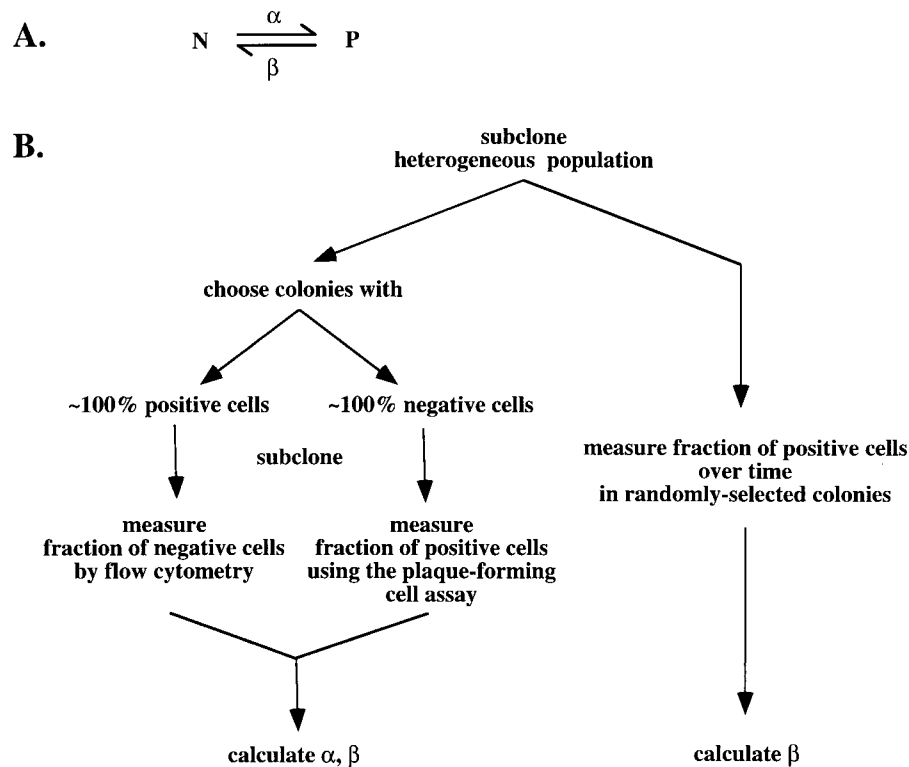 A.
N α P
β
B.
subclone
heterogeneous population
choose colonies with
~100% positive cells
~100% negative cells
subclone
measure
fraction of negative cells
by flow cytometry
measure
fraction of positive cells
using the plaque-forming
cell assay
measure fraction of positive cells
over time
in randomly-selected colonies
calculate α, β
calculate β